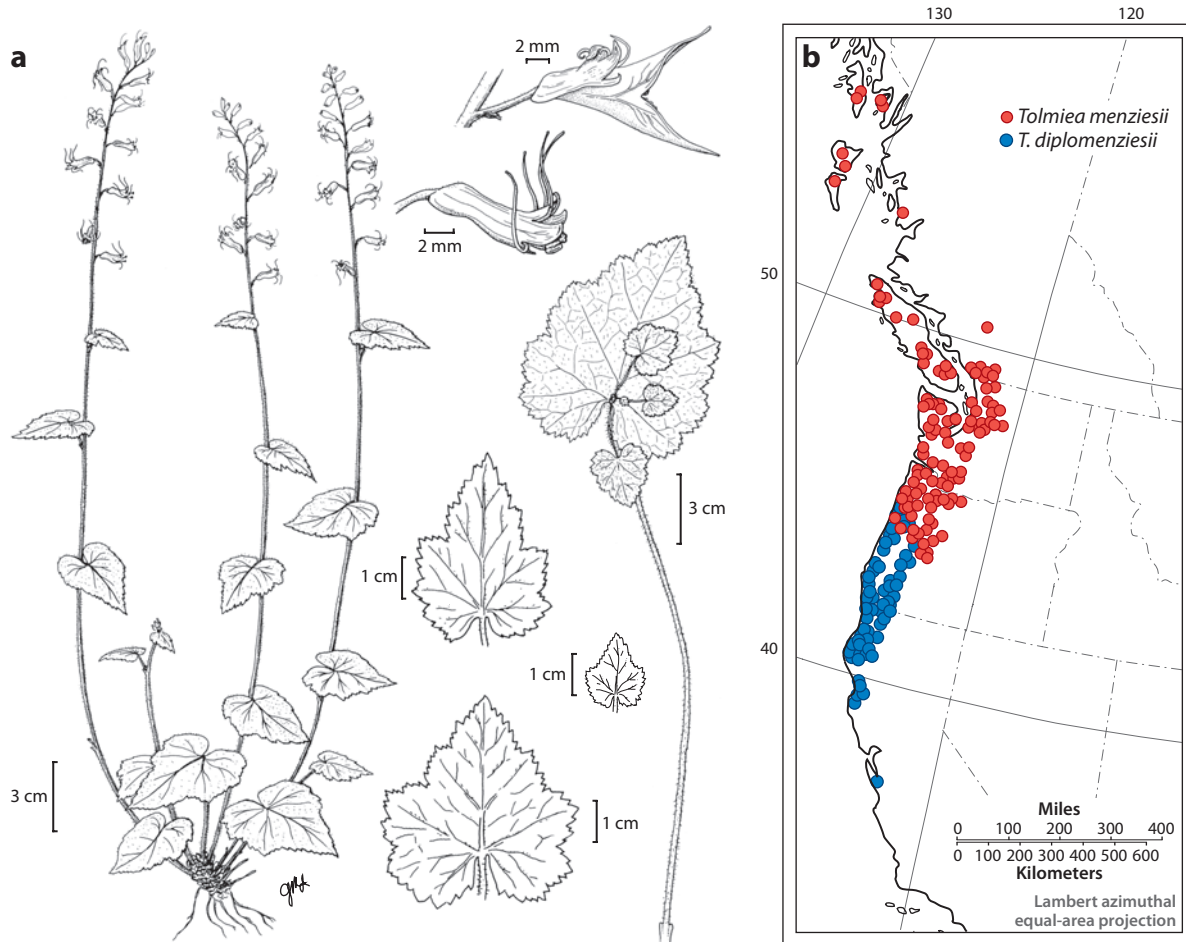 a
2 mm
2 mm
3 cm
1 cm
1 cm
3 cm
1 cm
130
120
b
Tolmiea menziesii
T. diplomenziesii
50
40
Miles
0 100 200 300 400
0 100 200 300 400 500 600
Kilometers
Lambert azimuthal
equal-area projection